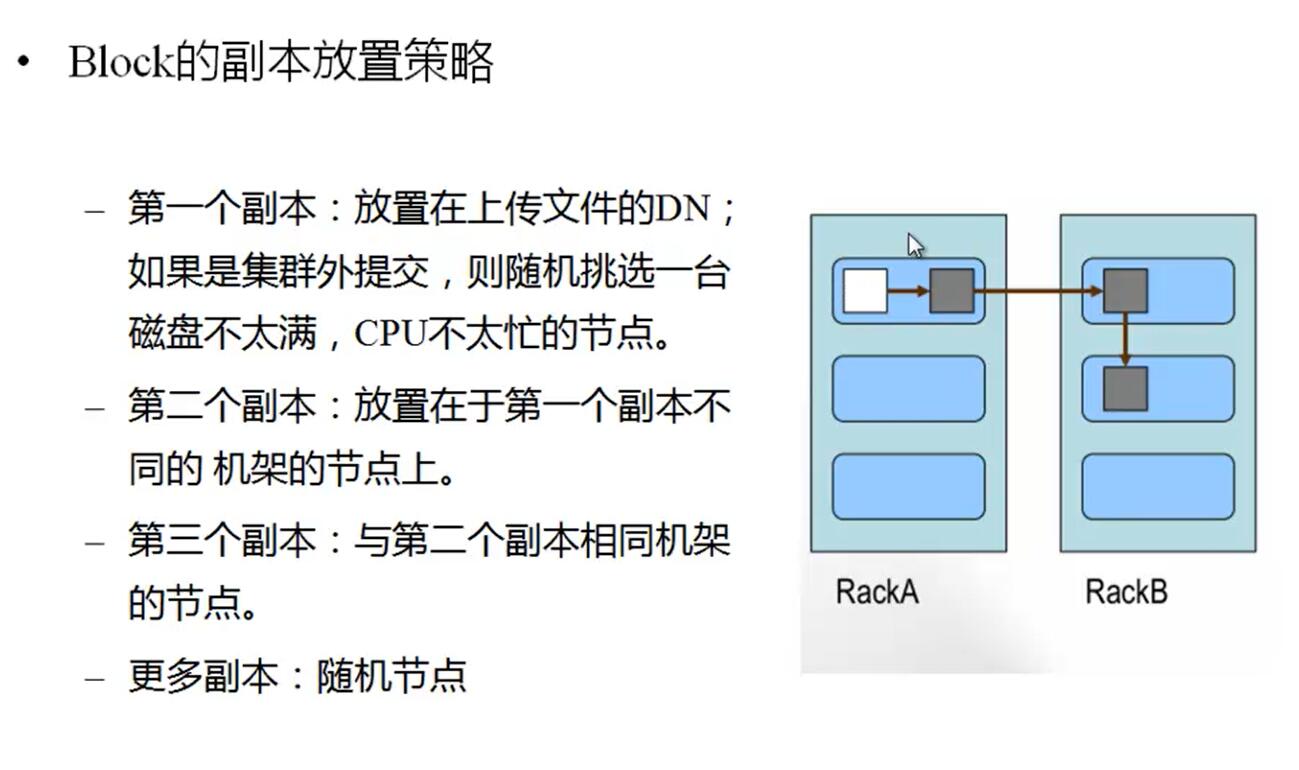 • Block的副本放置策略
– 第一个副本：放置在上传文件的DN；
如果是集群外提交，则随机挑选一台
磁盘不太满，CPU不太忙的节点。
– 第二个副本：放置在于第一个副本不
同的 机架的节点上。
– 第三个副本：与第二个副本相同机架
的节点。
– 更多副本：随机节点
RackA
RackB